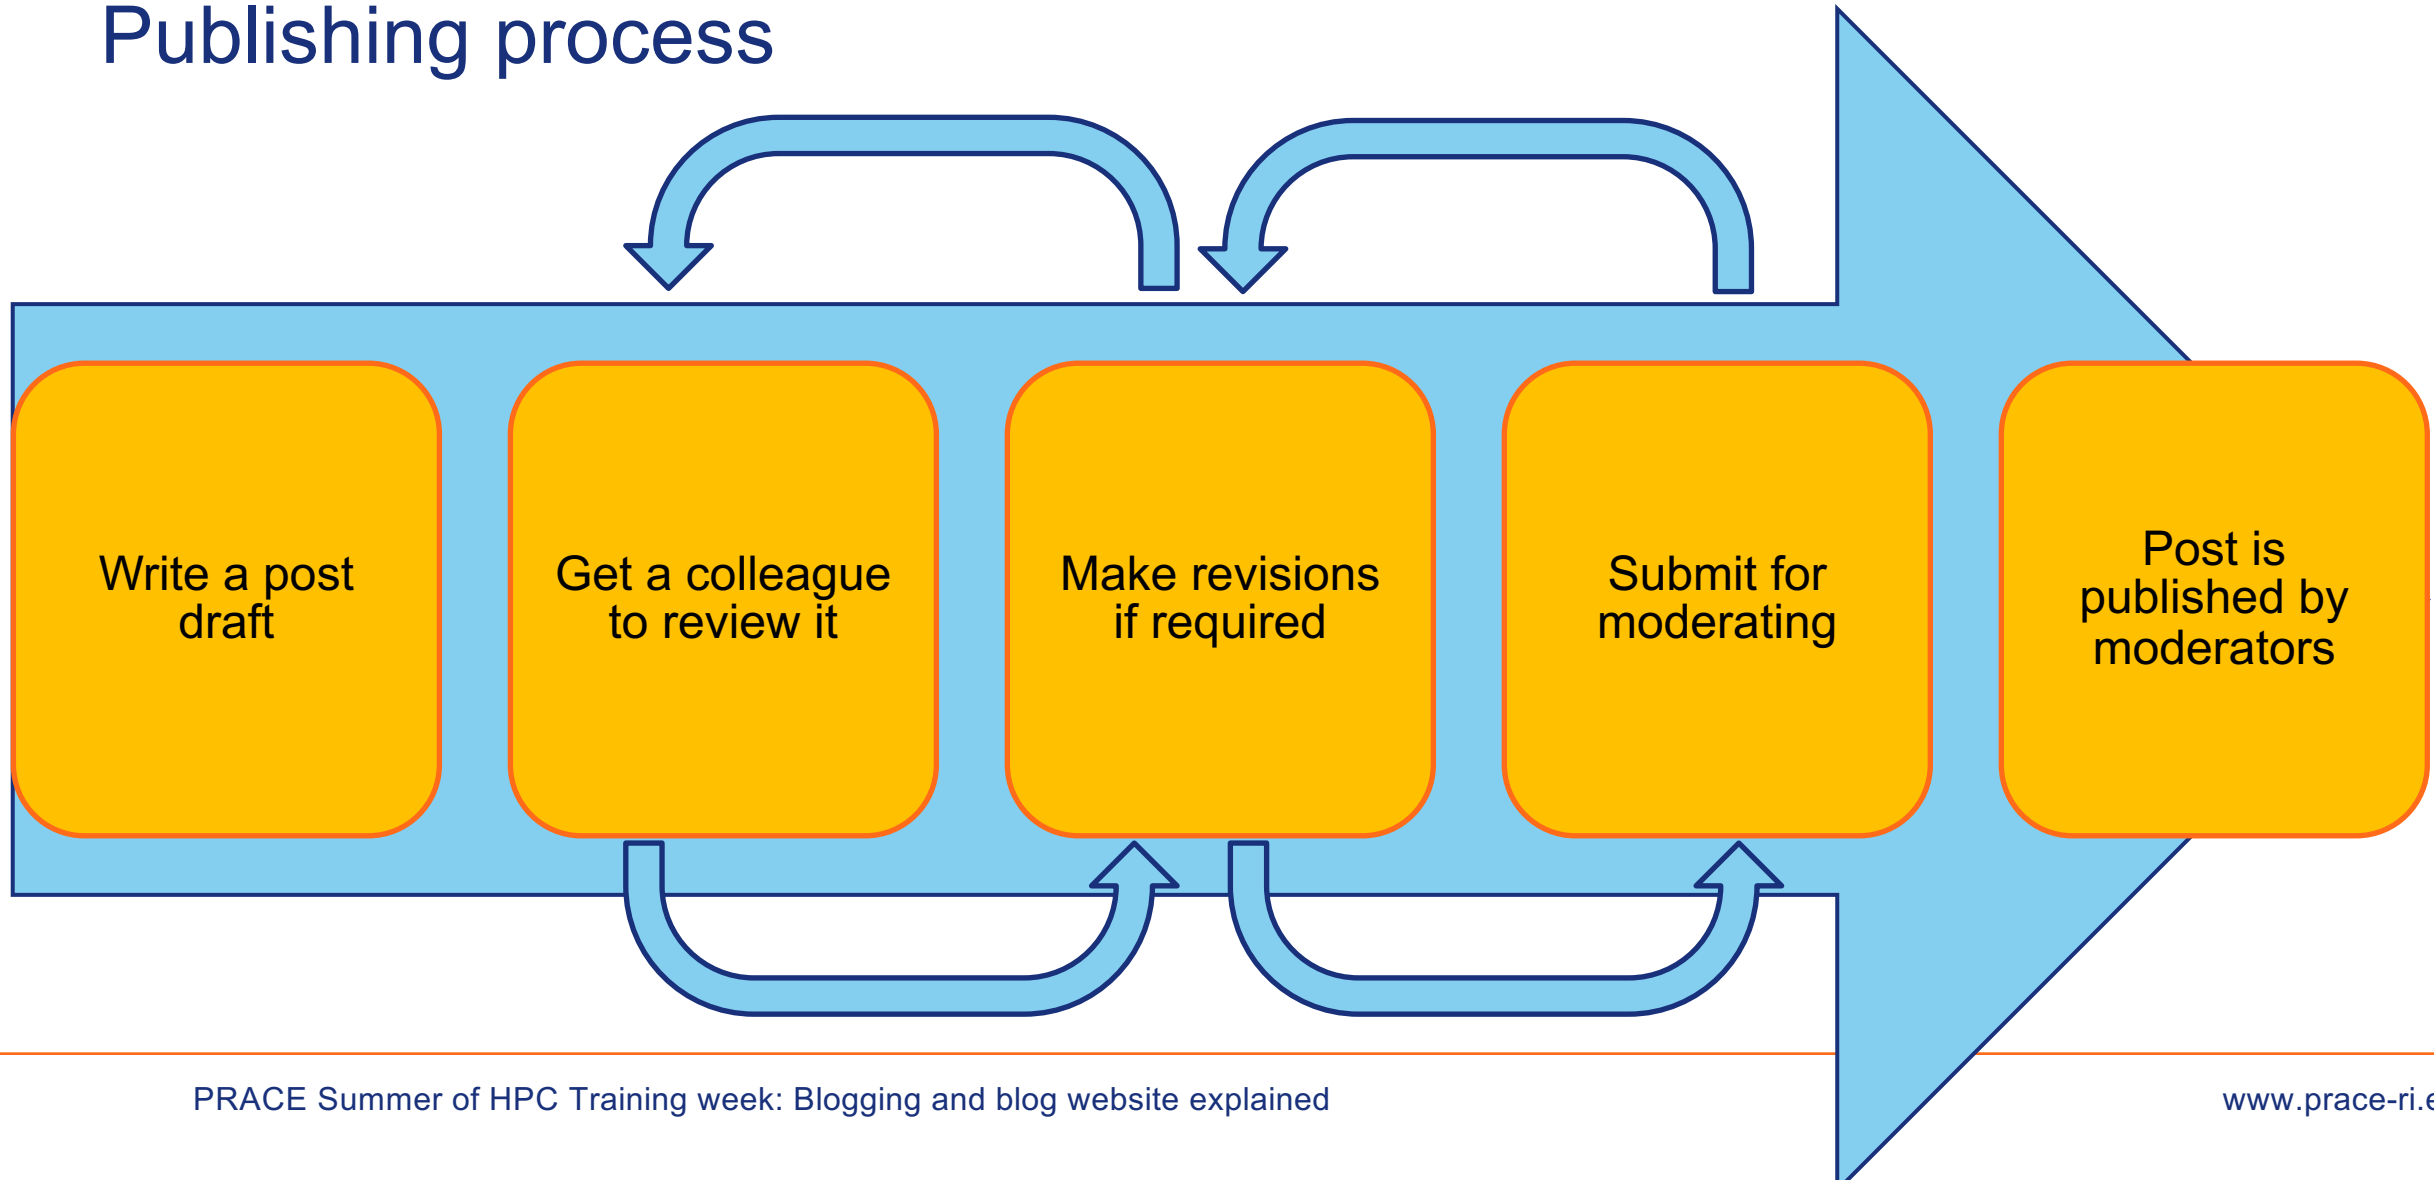 Publishing process
Write a post
draft
Get a colleague
to review it
Make revisions
if required
Submit for
moderating
Post is
published by
moderators
PRACE Summer of HPC Training week: Blogging and blog website explained
www.prace-ri.e